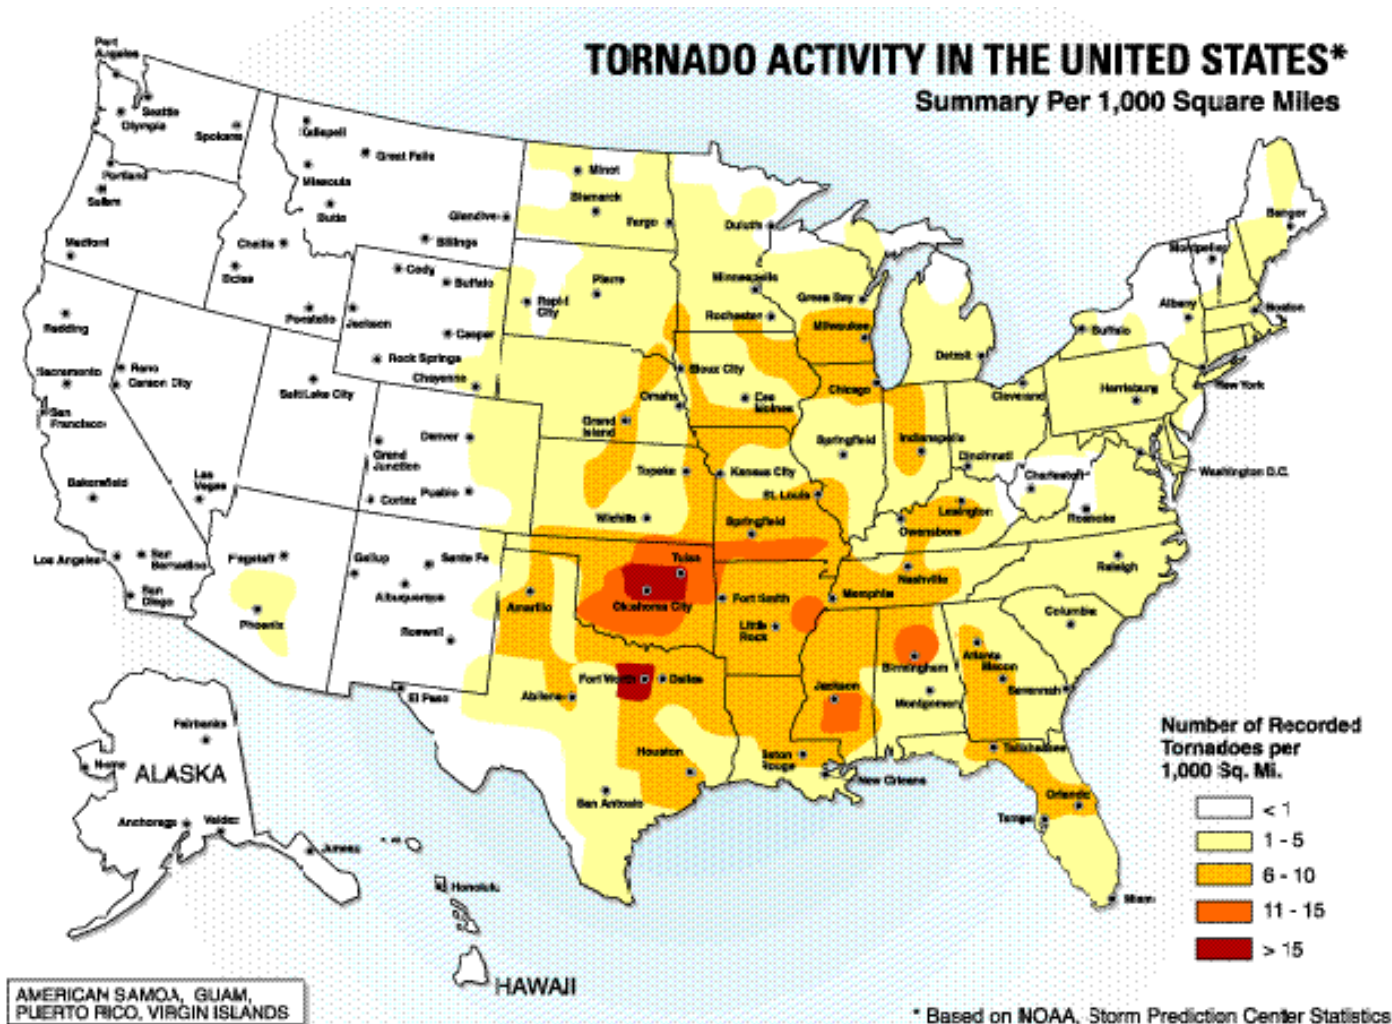 TORNADO ACTIVITY IN THE UNITED STATES*
Summary Per 1,000 Square Miles
Port
Angeles
Seattle
Olympia
Spokane
Portland
Salem
Medford
Kalispell
Great Falls
Missoula
Butte
Glendive
Billings
Challis
Boise
Pocatello
Cody
Buffalo
Jackson
Casper
Rock Springs
Cheyenne
Minot
Bismarck
Fargo
Pierre
Rapid
City
Duluth
Minneapolis
Rochester
Green Bay
Milwaukee
Redding
Sacramento
San
Francisco
Reno
Carson City
Salt Lake City
Bakersfield
Las
Vegas
Los Angeles
San
Bernadino
San
Diego
Denver
Grand
Junction
Pueblo
Cortez
Flagstaff
Phoenix
Gallup
Santa Fe
Albuquerque
Roswell
El Paso
Sioux City
Omaha
Grand
Island
Des
Moines
Topeka
Wichita
Kansas City
St. Louis
Springfield
Chicago
Springfield
Indianapolis
Detroit
Cleveland
Cincinnati
Lexington
Owensboro
Charleston
Roanoke
Washington D.C.
Harrisburg
New York
Buffalo
Albany
Boston
Montpelier
Bangor
Tulsa
Oklahoma City
Amarillo
Fort Smith
Little
Rock
Memphis
Nashville
Raleigh
Columbia
Atlanta
Macon
Savannah
Birmingham
Montgomery
Jackson
Fort Worth
Dallas
Abilene
Houston
San Antonio
Baton
Rouge
New Orleans
Tallahassee
Orlando
Tampa
Miami
Fairbanks
Nome
ALASKA
Anchorage
Valdez
Juneau
Honolulu
HAWAII
Number of Recorded
Tornadoes per
1,000 Sq. Mi.
< 1
1 - 5
6 - 10
11 - 15
> 15
AMERICAN SAMOA, GUAM,
PUERTO RICO, VIRGIN ISLANDS
* Based on NOAA, Storm Prediction Center Statistics